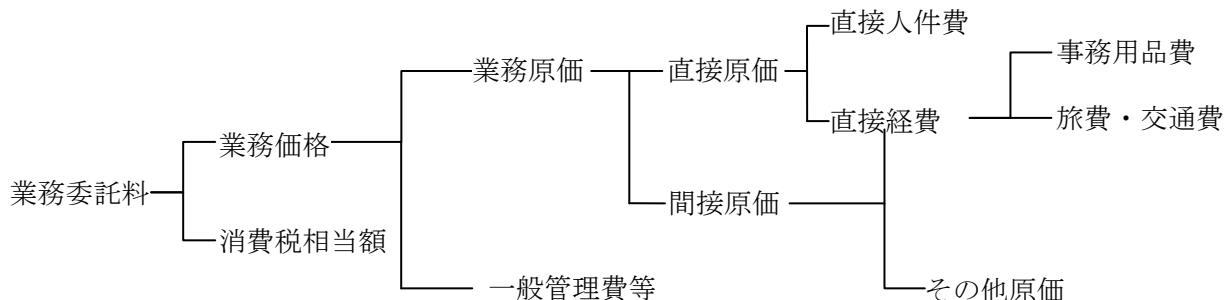 直接人件費
事務用品費
業務原価
直接原価
直接経費
旅費・交通費
業務価格
業務委託料
間接原価
消費税相当額
一般管理費等
その他原価